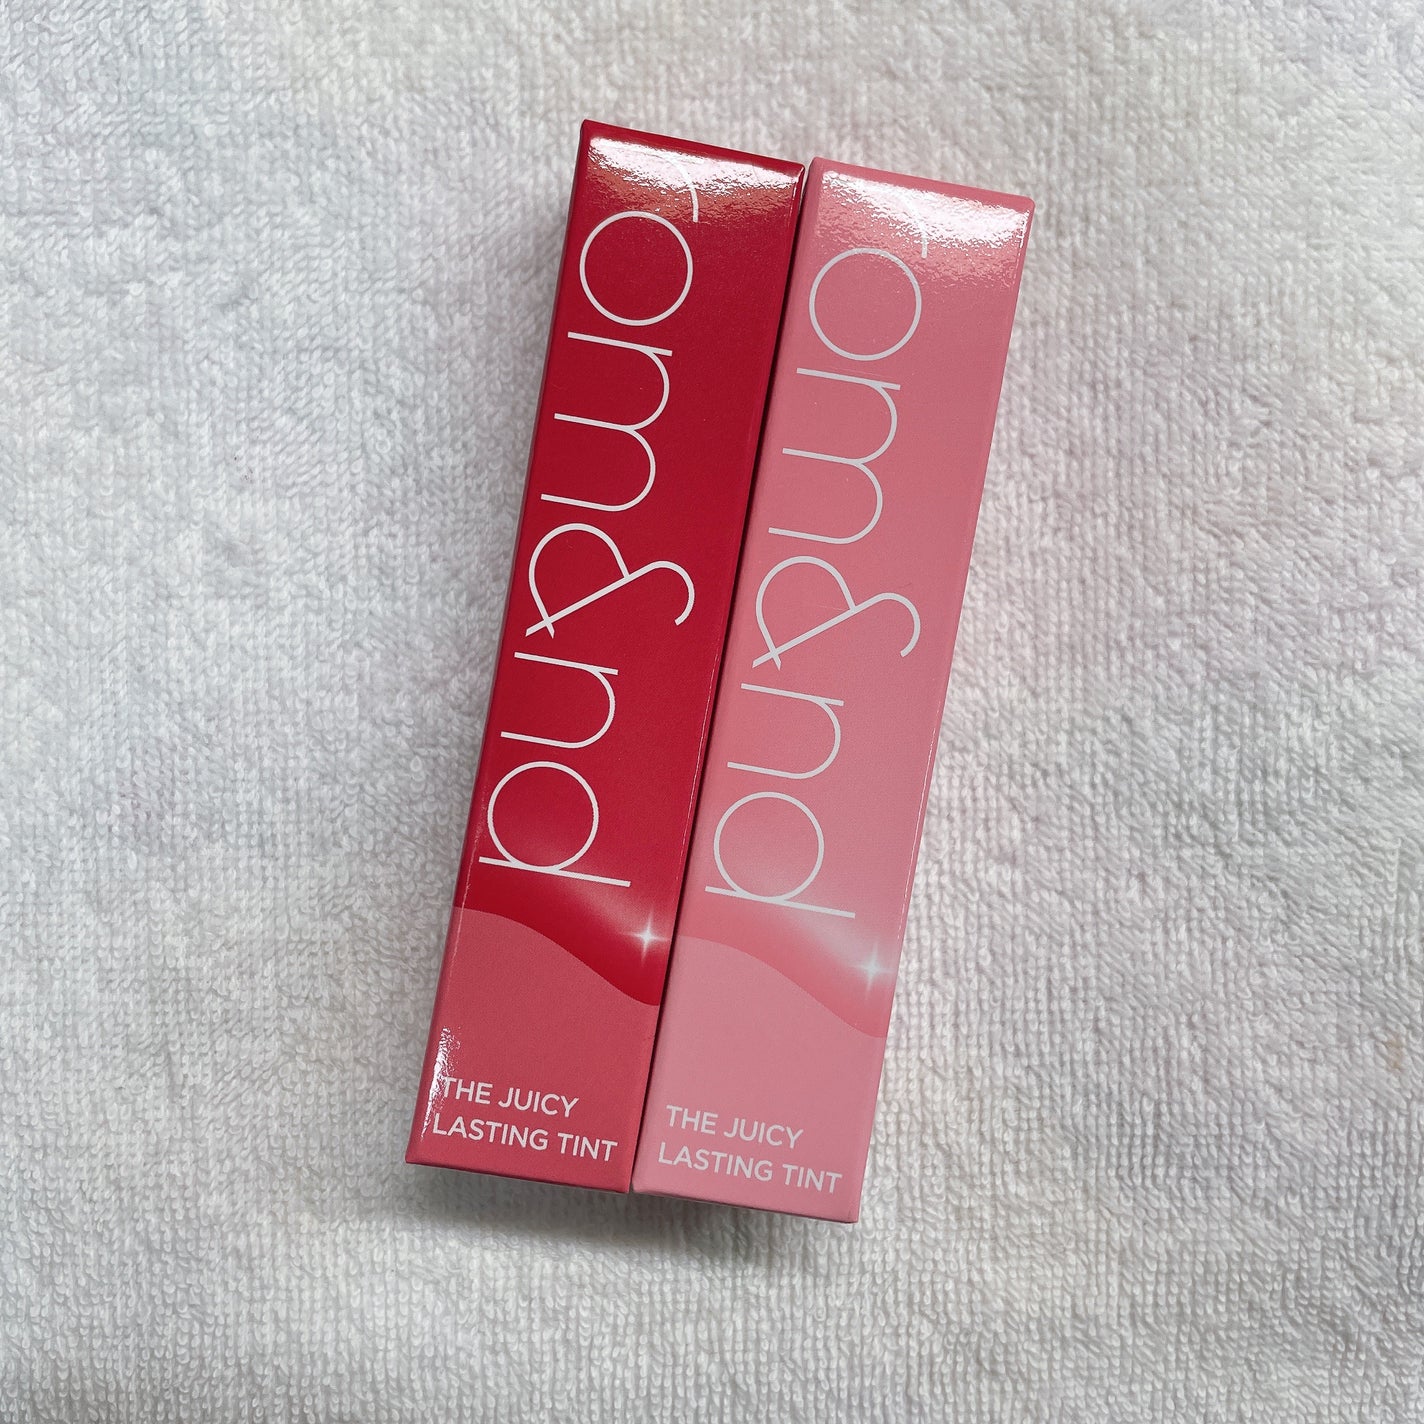 rom&nd
THE JUICY
LASTING TINT
rom&nd
THE JUICY
LASTING TINT